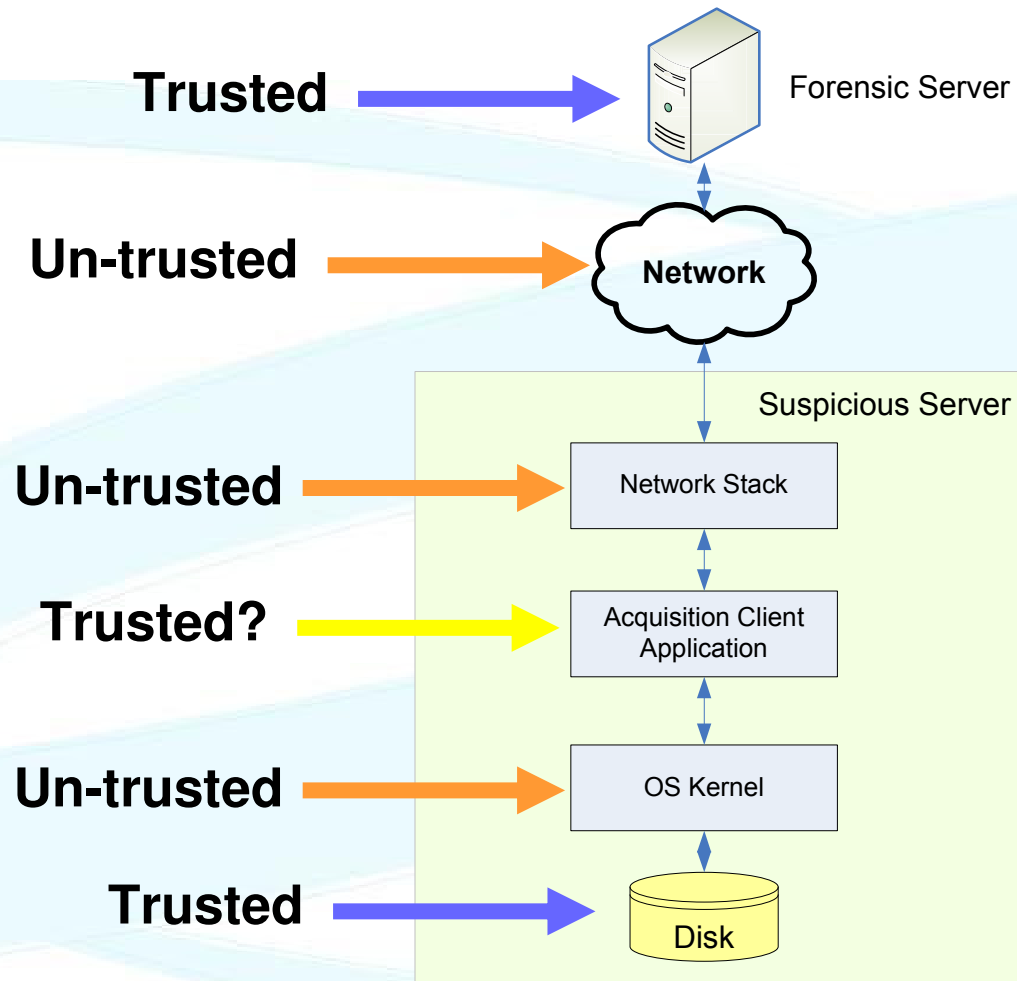 Trusted
Forensic Server
Un-trusted
Network
Suspicious Server
Un-trusted
Network Stack
Trusted?
Acquisition Client
Application
Un-trusted
OS Kernel
Trusted
Disk